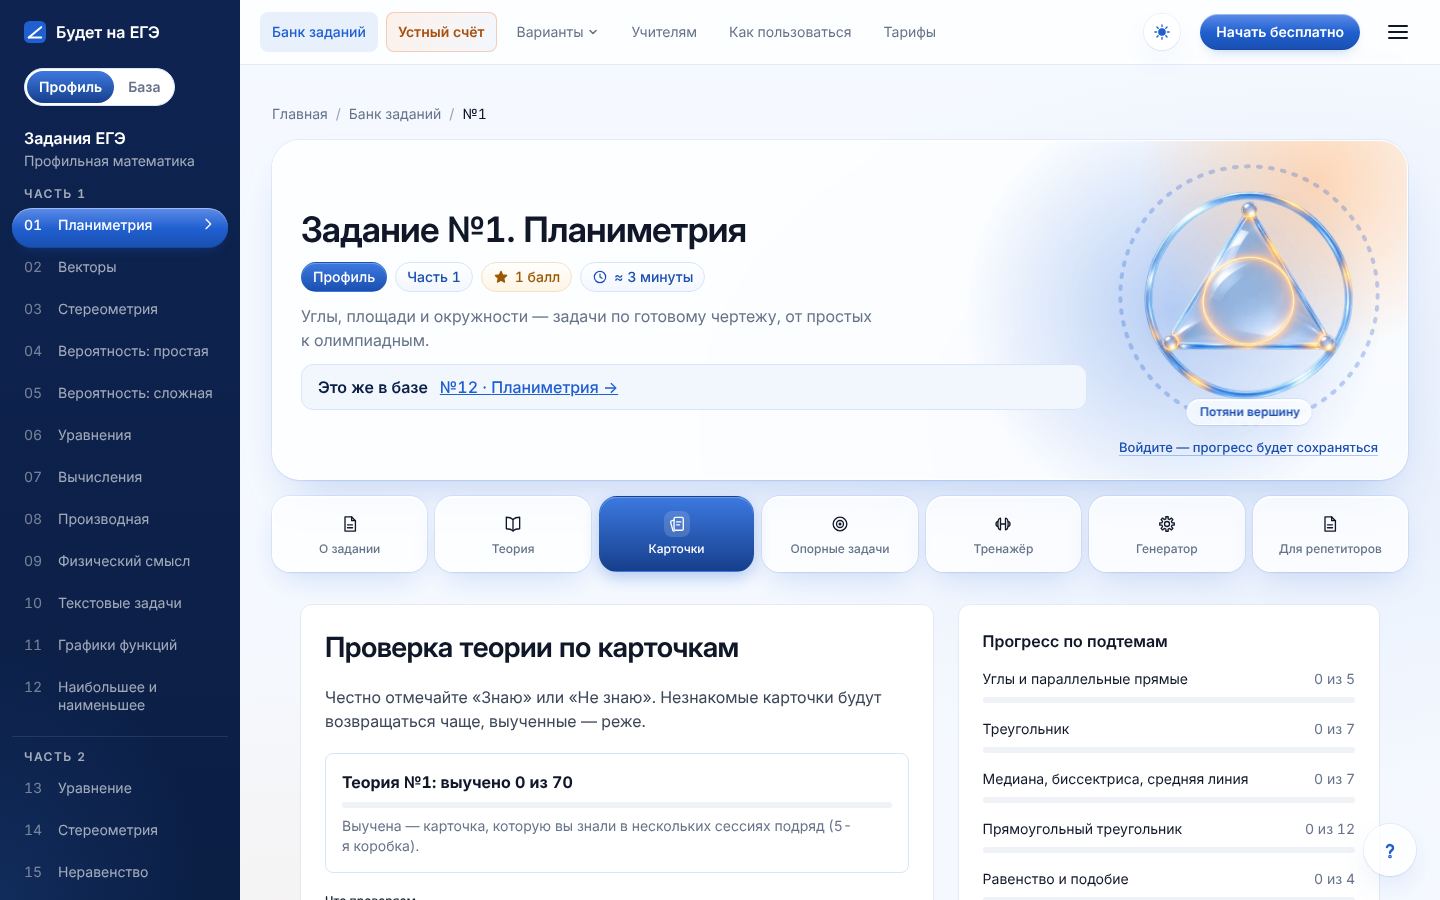 Будет на ЕГЭ
Профиль База
Задания ЕГЭ
Профильная математика
ЧАСТЬ 1
01 Планиметрия
02 Векторы
03 Стереометрия
04 Вероятность: простая
05 Вероятность: сложная
06 Уравнения
07 Вычисления
08 Производная
09 Физический смысл
10 Текстовые задачи
11 Графики функций
12 Наибольшее и
наименьшее
ЧАСТЬ 2
13 Уравнение
14 Стереометрия
15 Неравенство
Банк заданий Устный счёт Варианты Учителям Как пользоваться Тарифы Начать бесплатно
Главная / Банк заданий / №1
Задание №1. Планиметрия
Профиль Часть 1 1 балл ≈ 3 минуты
Углы, площади и окружности — задачи по готовому чертежу, от простых
к олимпиадным.
Это же в базе №12 · Планиметрия →
Потяни вершину
Войдите — прогресс будет сохраняться
О задании Теория Карточки Опорные задачи Тренажёр Генератор Для репетиторов
Проверка теории по карточкам
Честно отмечайте «Знаю» или «Не знаю». Незнакомые карточки будут
возвращаться чаще, выученные — реже.
Теория №1: выучено 0 из 70
Выучена — карточка, которую вы знали в нескольких сессиях подряд (5-
я коробка).
Прогресс по подтемам
Углы и параллельные прямые 0 из 5
Треугольник 0 из 7
Медиана, биссектриса, средняя линия 0 из 7
Прямоугольный треугольник 0 из 12
Равенство и подобие 0 из 4
?